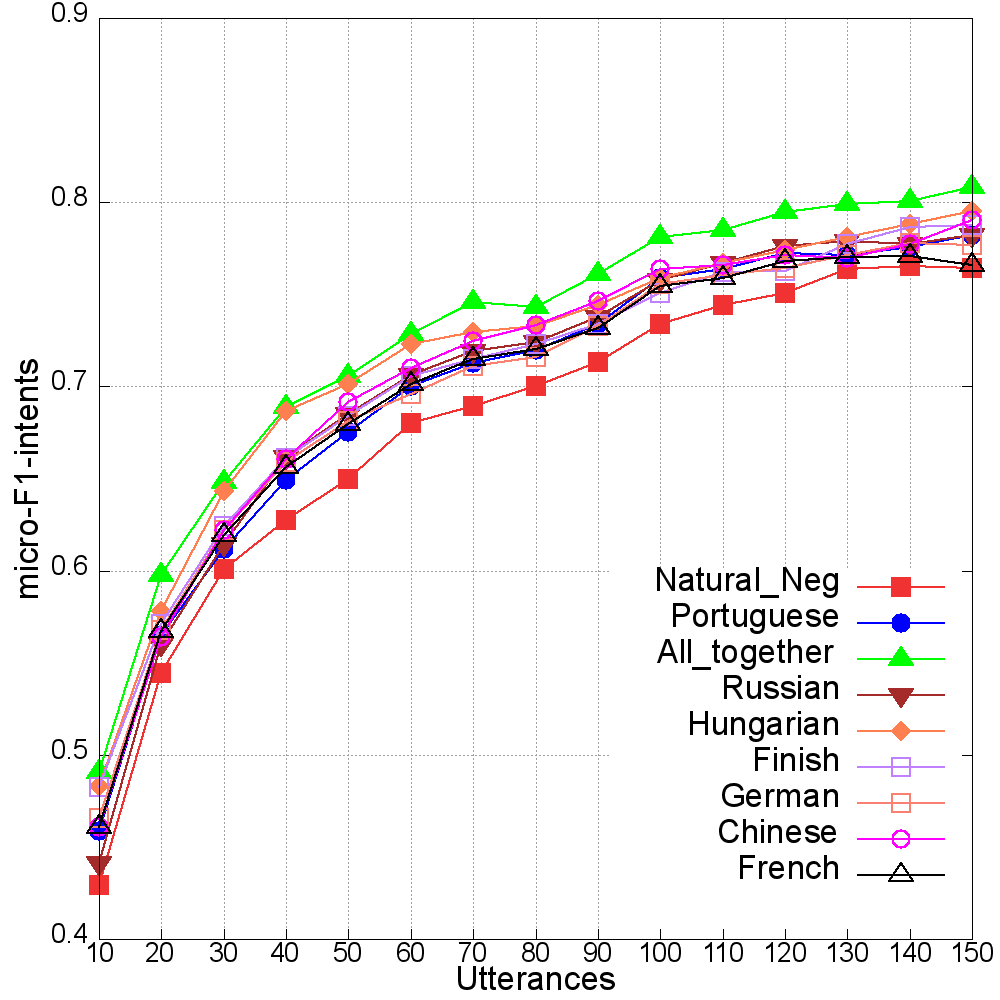 0.9
0.8
0.7
0.6
0.5
0.4
micro-F1-intents
Natural_Neg
Portuguese
All_together
Russian
Hungarian
Finish
German
Chinese
French
10 20 30 40 50 60 70 80 90 100 110 120 130 140 150
Utterances